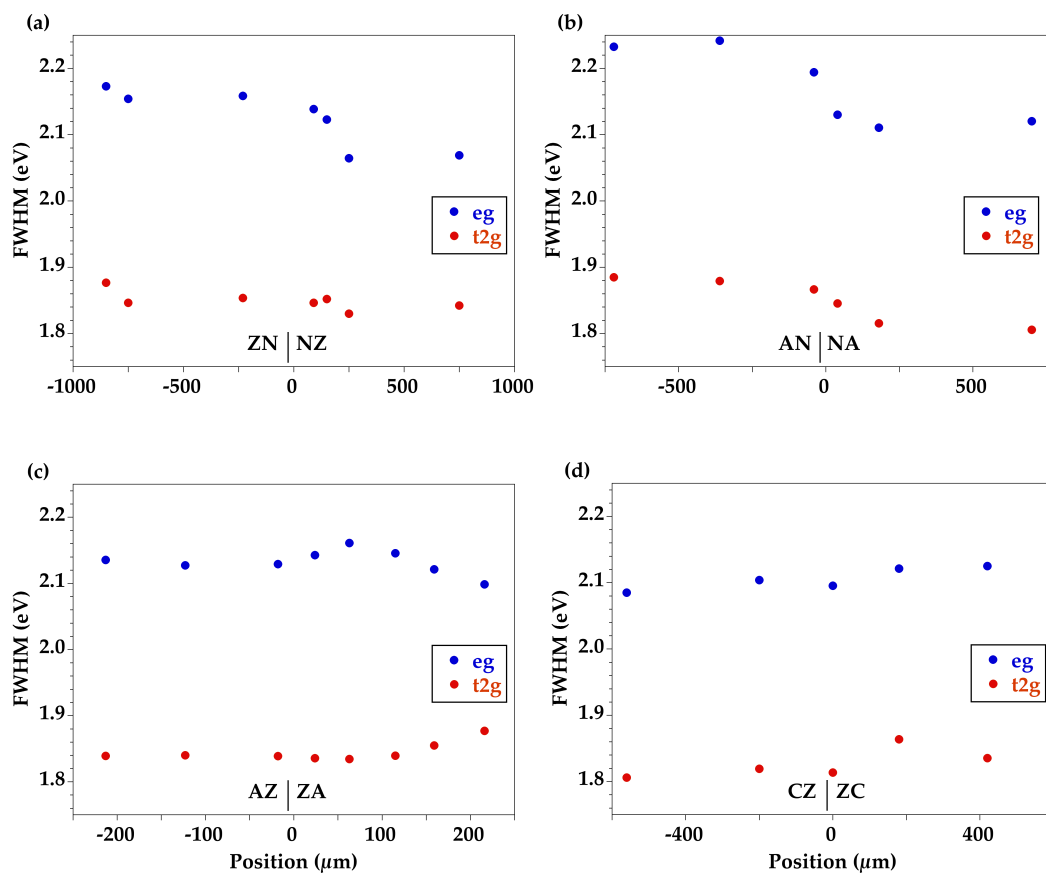 (a)
2.2
2.1
2.0
1.9
1.8
FWHM (eV)
eg
t2g
ZN NZ
-1000 -500 0 500 1000
(b)
2.2
2.1
2.0
1.9
1.8
FWHM (eV)
eg
t2g
AN NA
-500 0 500
(c)
2.2
2.1
2.0
1.9
1.8
FWHM (eV)
eg
t2g
AZ ZA
-200 -100 0 100 200
Position (µm)
(d)
2.2
2.1
2.0
1.9
1.8
FWHM (eV)
eg
t2g
CZ ZC
-400 0 400
Position (µm)